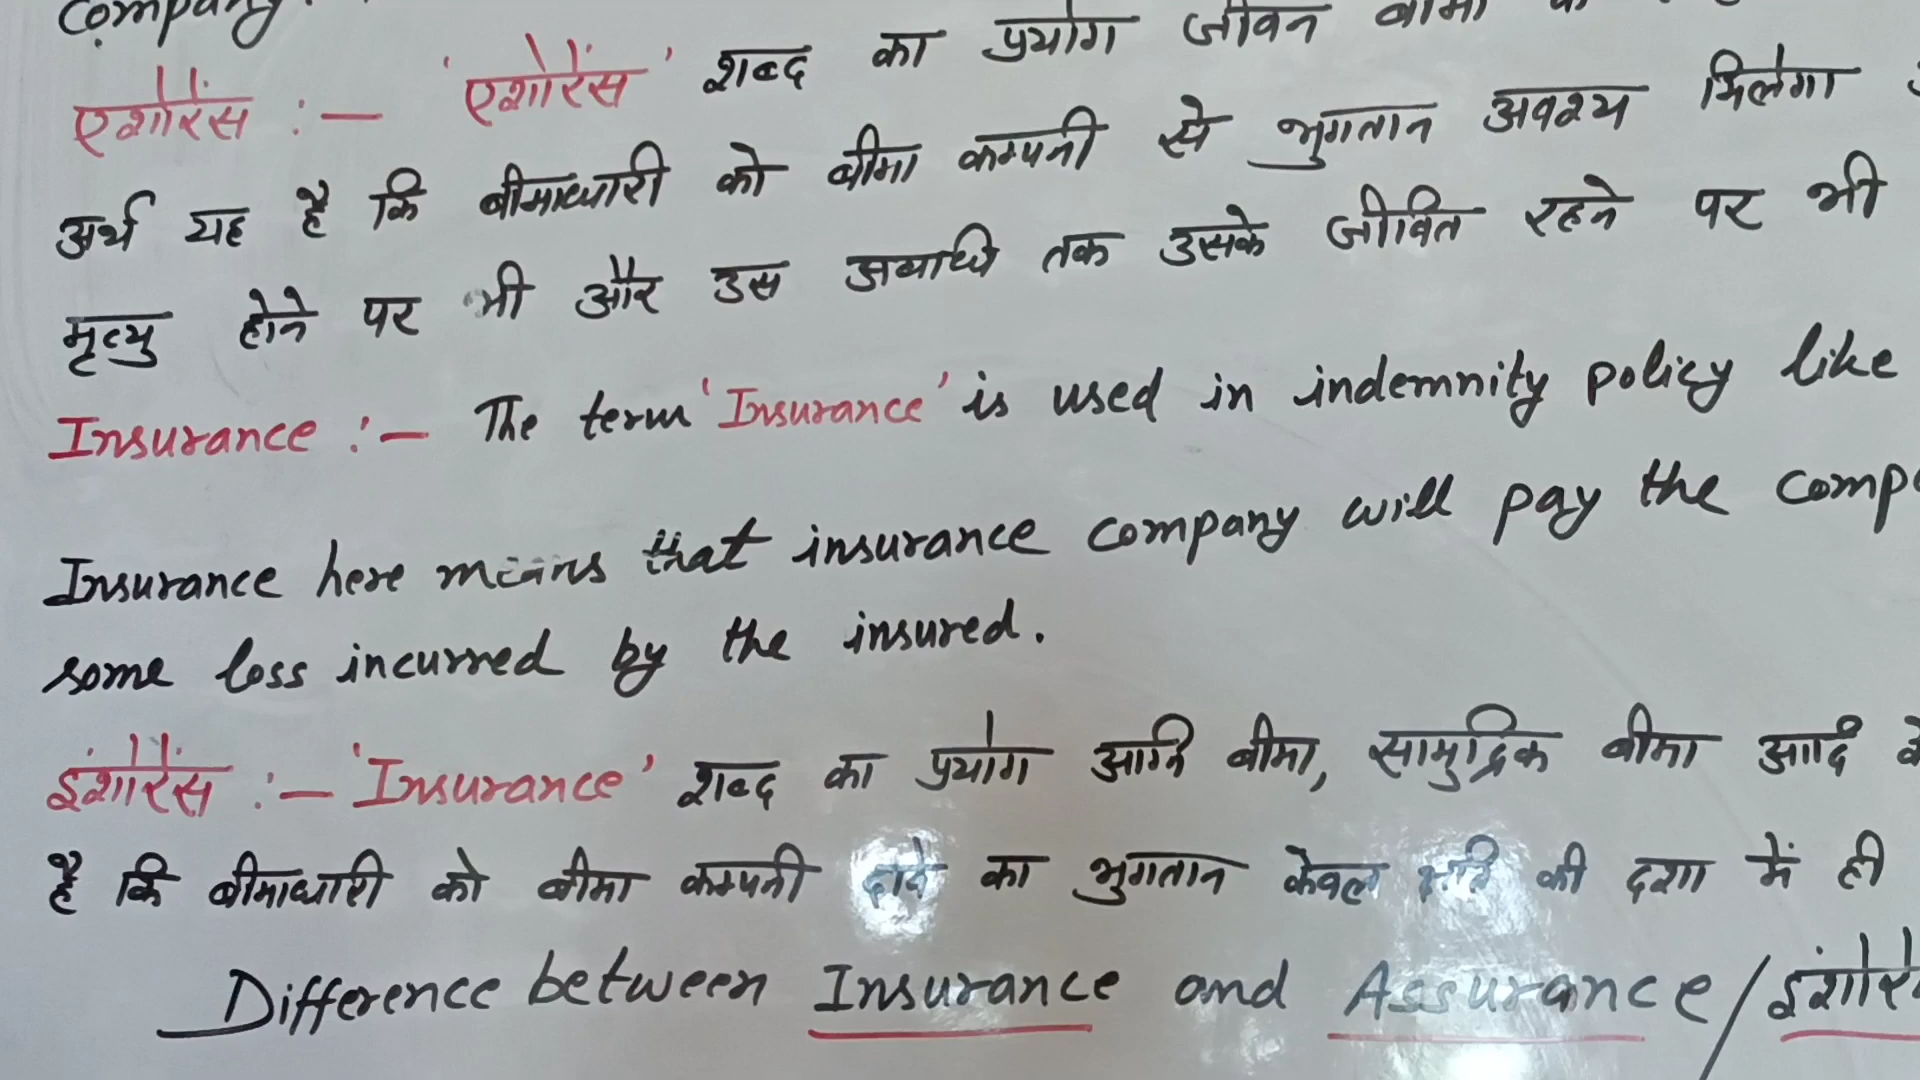 company.
एशोरेंस :– 'एशोरेंस' शब्द का प्रयोग जीवन बीमा
अर्थ यह है कि बीमाधारी को बीमा कम्पनी से भुगतान अवश्य मिलेगा
मृत्यु होने पर भी और उस अवधि तक उसके जीवित रहने पर भी
Insurance :– The term 'Insurance' is used in indemnity policy like
Insurance here means that insurance company will pay the comp
some loss incurred by the insured.
इंशोरेंस :– 'Insurance' शब्द का प्रयोग अग्नि बीमा, सामुद्रिक बीमा आदि के
है कि बीमाधारी को बीमा कम्पनी दावे का भुगतान केवल क्षति की दशा में ही
Difference between Insurance and Assurance/इंशोरे